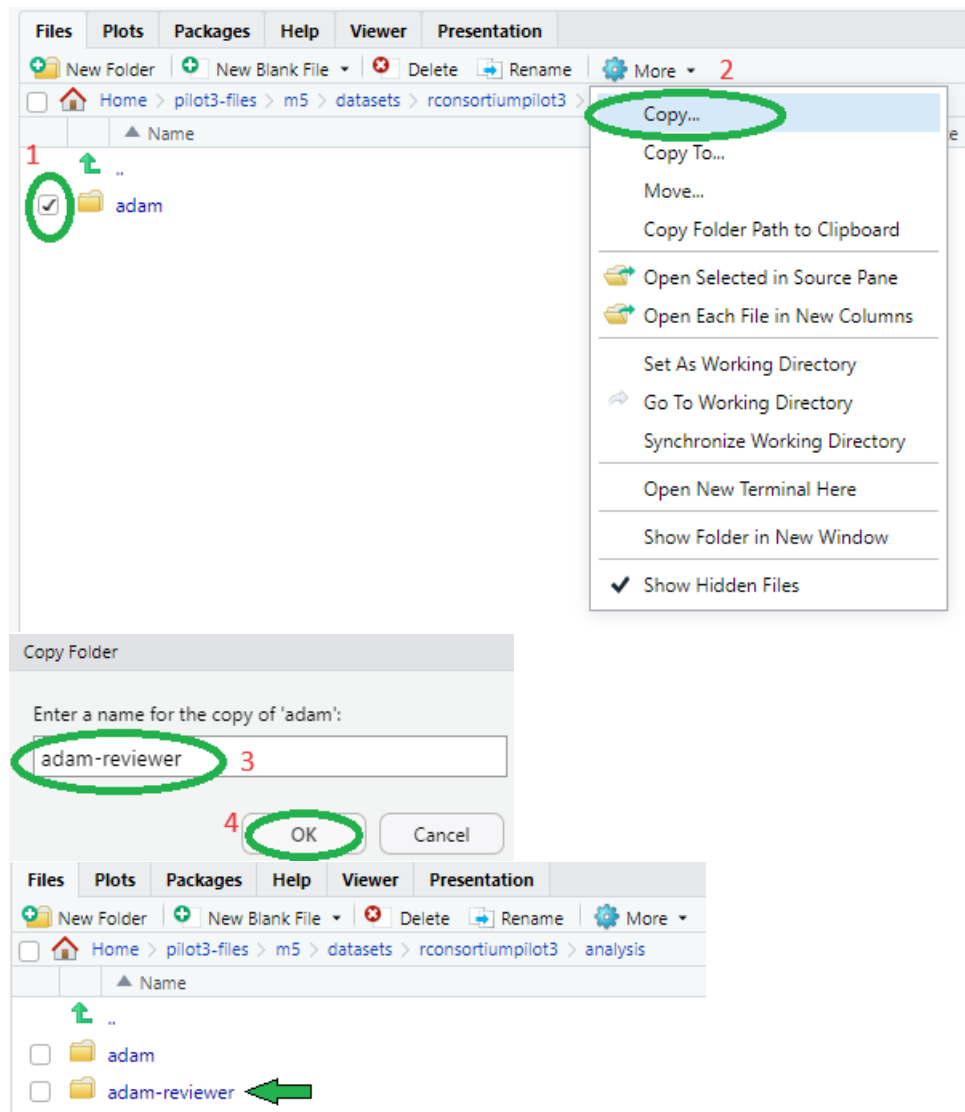 Files Plots Packages Help Viewer Presentation
New Folder New Blank File Delete Rename More 2
Home > pilot3-files > m5 > datasets > rconsortiumpilot3 >
Name
1
..
adam
Copy...
Copy To...
Move...
Copy Folder Path to Clipboard
Open Selected in Source Pane
Open Each File in New Columns
Set As Working Directory
Go To Working Directory
Synchronize Working Directory
Open New Terminal Here
Show Folder in New Window
Show Hidden Files
Copy Folder
Enter a name for the copy of 'adam':
adam-reviewer 3
4 OK Cancel
Files Plots Packages Help Viewer Presentation
New Folder New Blank File Delete Rename More
Home > pilot3-files > m5 > datasets > rconsortiumpilot3 > analysis
Name
..
adam
adam-reviewer